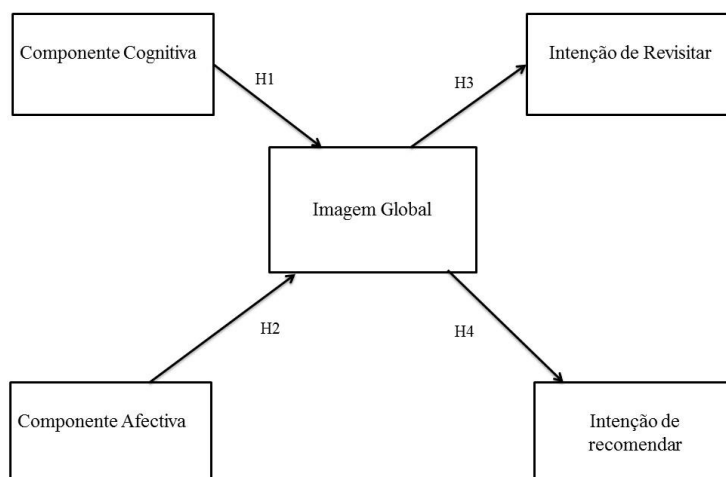 Componente Cognitiva
Intenção de Revisitar
H1
H3
Imagem Global
H2
H4
Componente Afectiva
Intenção de
recomendar